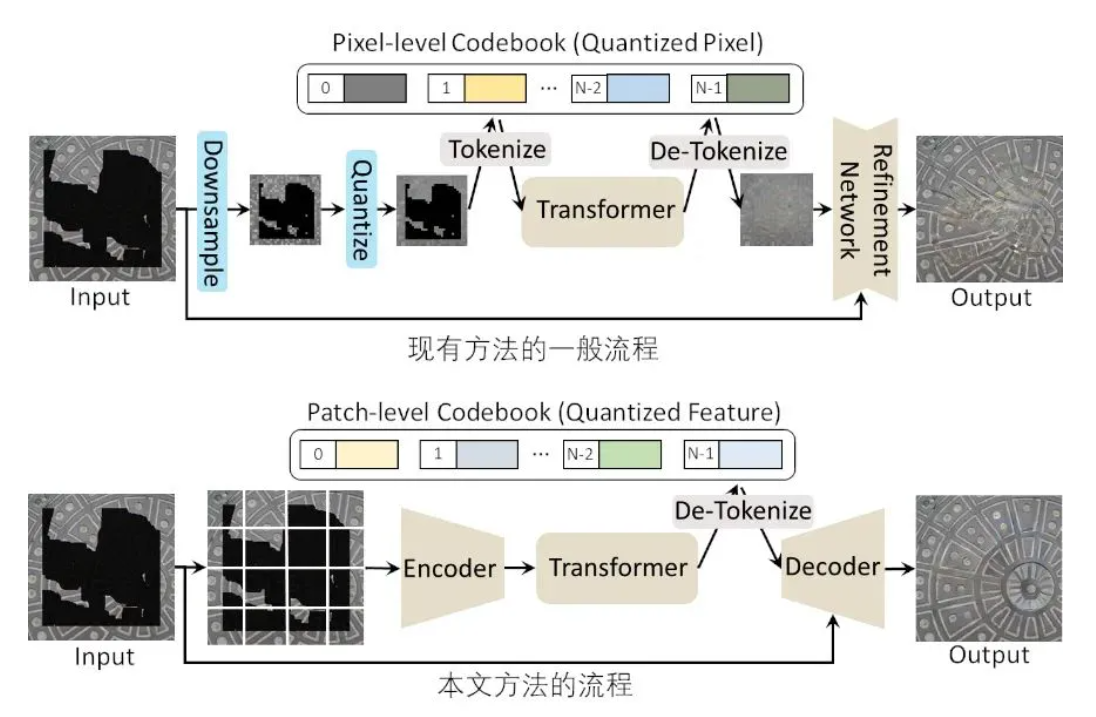 Pixel-level Codebook (Quantized Pixel)
0
1
...
N-2
N-1
Tokenize
De-Tokenize
Downsample
Quantize
Transformer
Refinement
Network
Input
Output
现有方法的一般流程
Patch-level Codebook (Quantized Feature)
0
1
...
N-2
N-1
De-Tokenize
Encoder
Transformer
Decoder
Input
Output
本文方法的流程